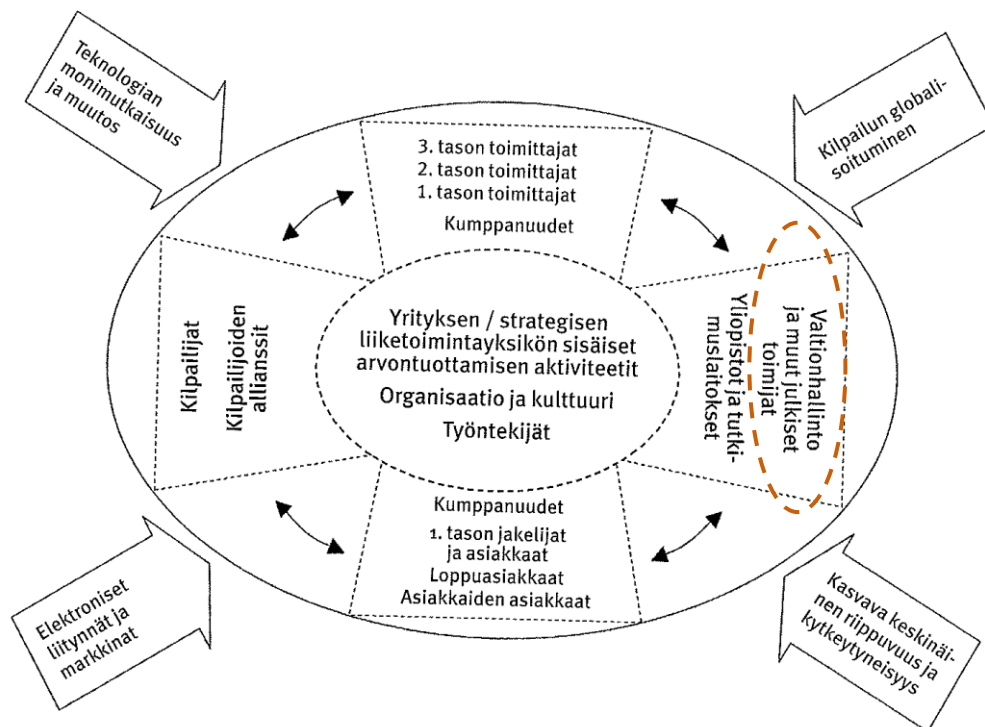 Teknologian
monimutkaisuus
ja muutos
Kilpailun globali-
soituminen
3. tason toimittajat
2. tason toimittajat
1. tason toimittajat
Kumppanuudet
Kilpailijat
Kilpailijoiden
allianssit
Yrityksen / strategisen
liiketoimintayksikön sisäiset
arvontuottamisen aktiviteetit
Organisaatio ja kulttuuri
Työntekijät
Valtionhallinto
ja muut julkiset
toimijat
Yliopistot ja tutki-
muslaitokset
Kumppanuudet
1. tason jakelijat
ja asiakkaat
Loppuasiakkaat
Asiakkaiden asiakkaat
Elektroniset
liitynnät ja
markkinat
Kasvava keskinäi-
nen riippuvuus ja
kytkeytyneisyys